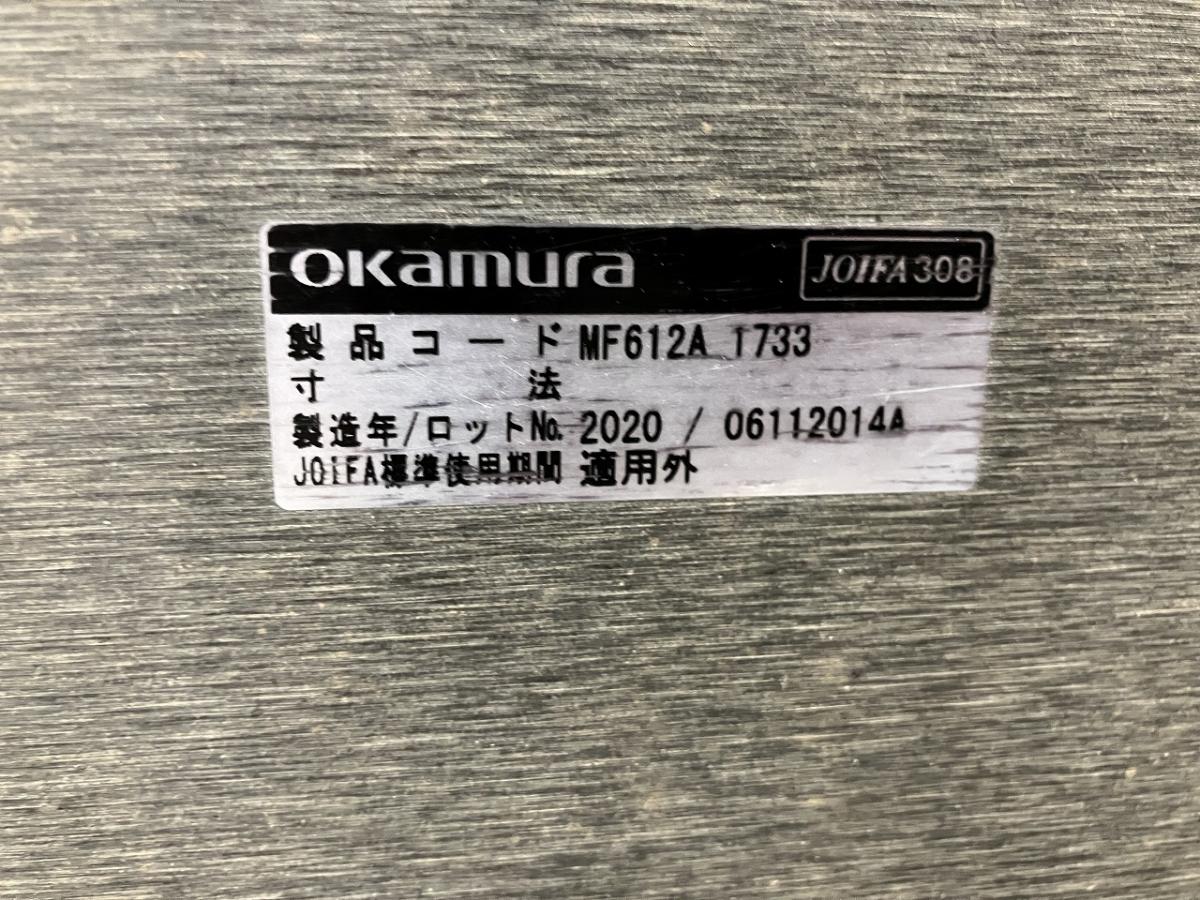 okamura JOIFA308
製品コード MF612A 1733
寸法
製造年/ロットNo. 2020 / 06112014A
JOIFA標準使用期間 適用外